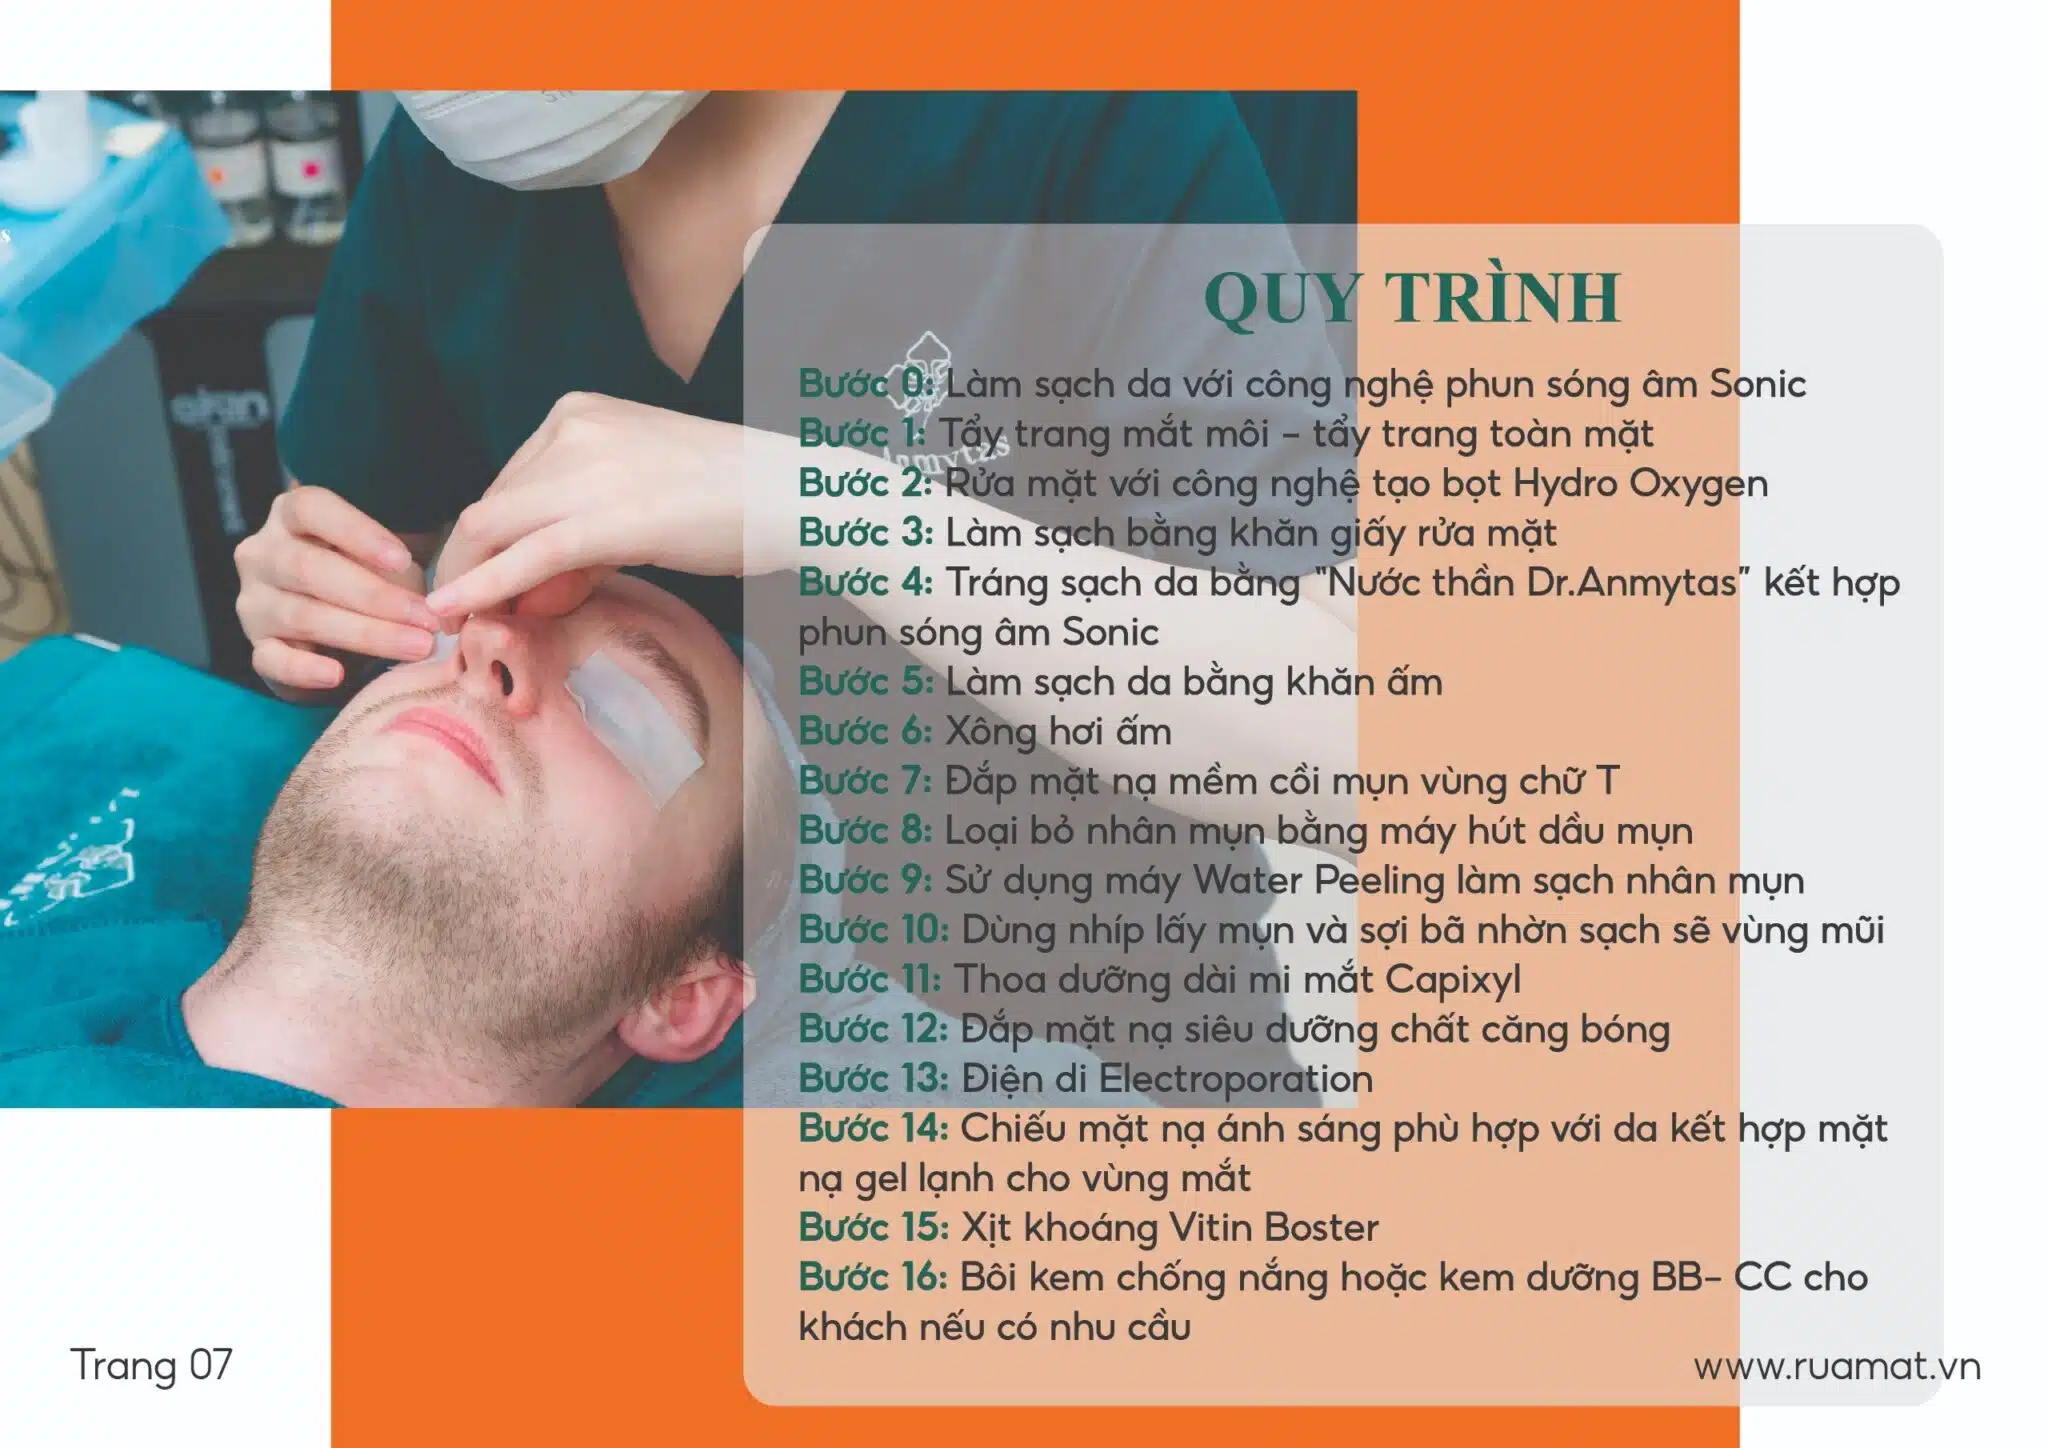 QUY TRÌNH
Bước 0: Làm sạch da với công nghệ phun sóng âm Sonic
Bước 1: Tẩy trang mắt môi – tẩy trang toàn mặt
Bước 2: Rửa mặt với công nghệ tạo bọt Hydro Oxygen
Bước 3: Làm sạch bằng khăn giấy rửa mặt
Bước 4: Tráng sạch da bằng "Nước thần Dr.Anmytas" kết hợp
phun sóng âm Sonic
Bước 5: Làm sạch da bằng khăn ấm
Bước 6: Xông hơi ấm
Bước 7: Đắp mặt nạ mềm cồi mụn vùng chữ T
Bước 8: Loại bỏ nhân mụn bằng máy hút dầu mụn
Bước 9: Sử dụng máy Water Peeling làm sạch nhân mụn
Bước 10: Dùng nhíp lấy mụn và sợi bã nhờn sạch sẽ vùng mũi
Bước 11: Thoa dưỡng dài mi mắt Capixyl
Bước 12: Đắp mặt nạ siêu dưỡng chất căng bóng
Bước 13: Điện di Electroporation
Bước 14: Chiếu mặt nạ ánh sáng phù hợp với da kết hợp mặt
nạ gel lạnh cho vùng mắt
Bước 15: Xịt khoáng Vitin Boster
Bước 16: Bôi kem chống nắng hoặc kem dưỡng BB– CC cho
khách nếu có nhu cầu
Anmytas
Trang 07
www.ruamat.vn